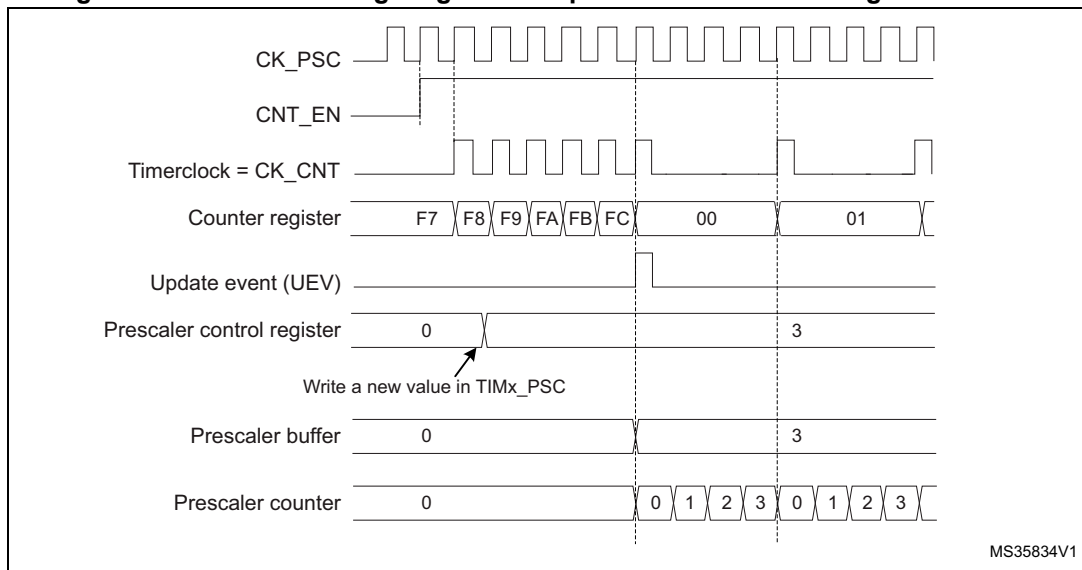 CK_PSC
CNT_EN
Timerclock = CK_CNT
Counter register F7 F8 F9 FA FB FC 00 01
Update event (UEV)
Prescaler control register 0 3
Write a new value in TIMx_PSC
Prescaler buffer 0 3
Prescaler counter 0 0 1 2 3 0 1 2 3
MS35834V1